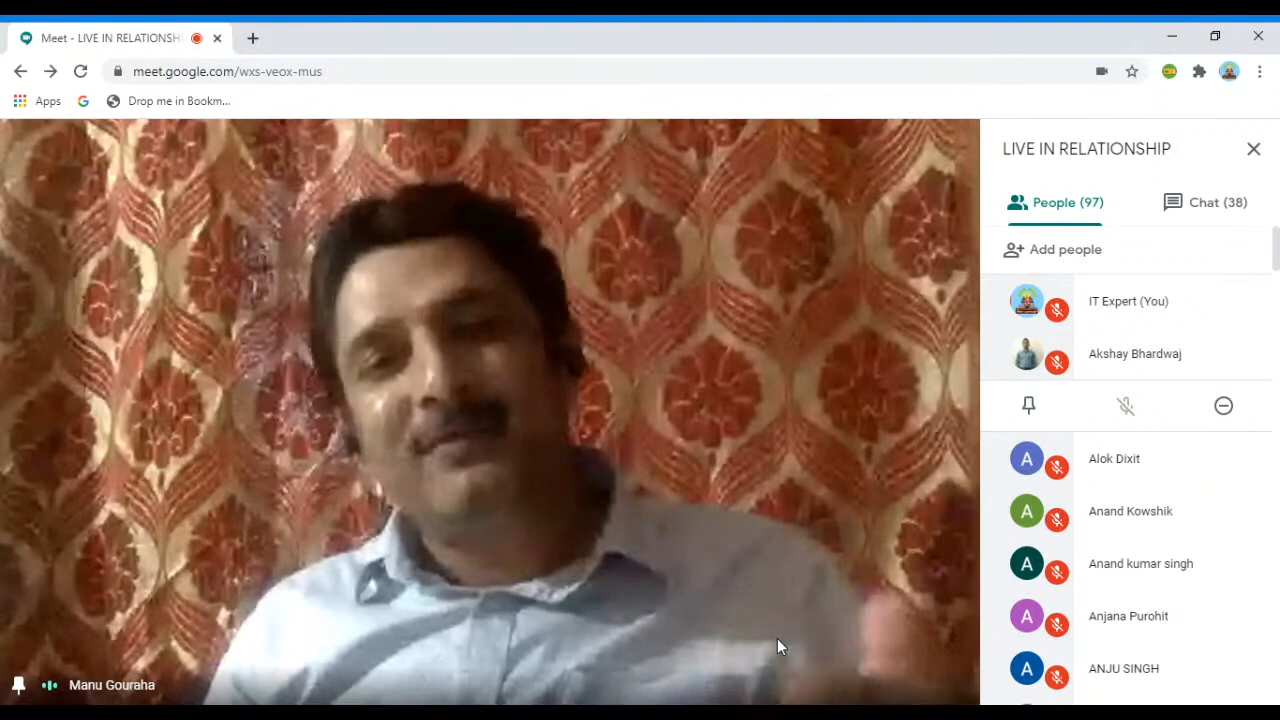 Meet - LIVE IN RELATIONSH
meet.google.com/wxs-veox-mus
Apps
G
Drop me in Bookm...
LIVE IN RELATIONSHIP
People (97)
Chat (38)
Add people
IT Expert (You)
Akshay Bhardwaj
A
Alok Dixit
A
Anand Kowshik
A
Anand kumar singh
A
Anjana Purohit
A
ANJU SINGH
Manu Gouraha